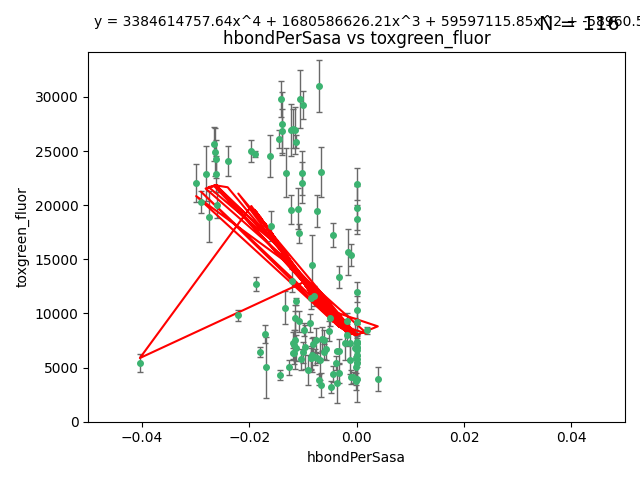 y = 3384614757.64x^4 + 1680586626.21x^3 + 59597115.85x^2 +
N = 116
hbondPerSasa vs toxgreen_fluor
30000
25000
20000
15000
10000
5000
0
toxgreen_fluor
−0.04
−0.02
0.00
0.02
0.04
hbondPerSasa